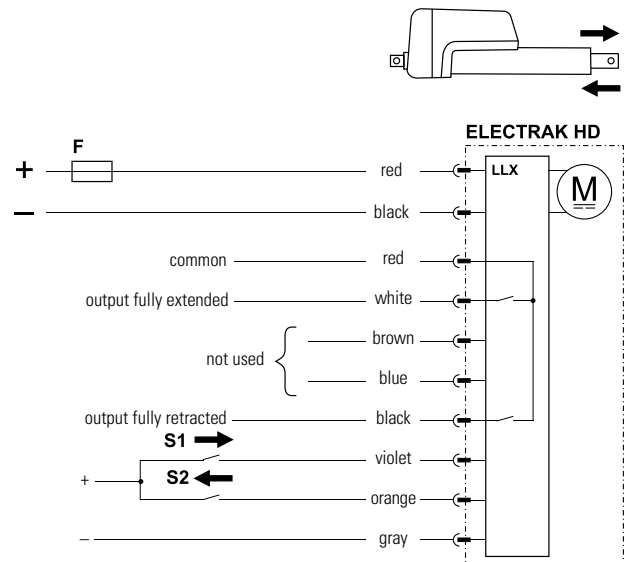 ELECTRAK HD
F
+ red LLX
M
– black
common red
output fully extended white
brown
not used
blue
output fully retracted black
S1
violet
S2
+
orange
– gray